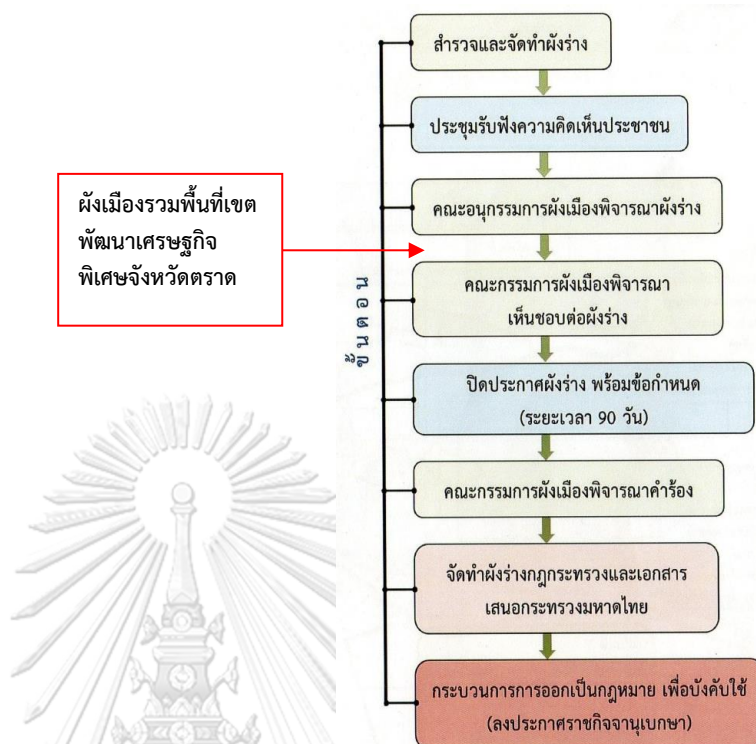 สำรวจและจัดทำผังร่าง
ประชุมรับฟังความคิดเห็นประชาชน
ผังเมืองรวมพื้นที่เขต
พัฒนาเศรษฐกิจ
พิเศษจังหวัดตราด
คณะอนุกรรมการผังเมืองพิจารณาผังร่าง
ขั้นตอน
คณะกรรมการผังเมืองพิจารณา
เห็นชอบต่อผังร่าง
ปิดประกาศผังร่าง พร้อมข้อกำหนด
(ระยะเวลา 90 วัน)
คณะกรรมการผังเมืองพิจารณาคำร้อง
จัดทำผังร่างกฎกระทรวงและเอกสาร
เสนอกระทรวงมหาดไทย
กระบวนการการออกเป็นกฎหมาย เพื่อบังคับใช้
(ลงประกาศราชกิจจานุเบกษา)